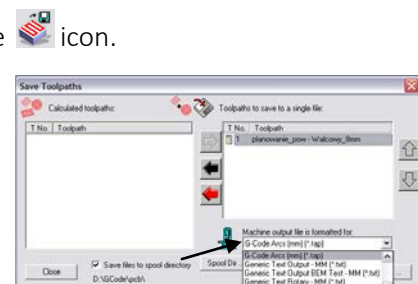 e icon.
Save Toolpaths
Calculated toolpaths:
Toolpaths to save to a single file:
T No. Toolpath
T No. Toolpath
1 planowanie_pow - Walcowy_8mm
Machine output file is formatted for:
G-Code Arcs (mm) (*.tap)
G-Code Arcs (mm) (*.tap)
Generic Text Output - MM (*.txt)
Generic Text Output BEM Test - MM (*.txt)
Generic Text Rotary - MM (*.txt)
Close
Save files to spool directory
D:\GCode\pcb\
Spool Dir...
...